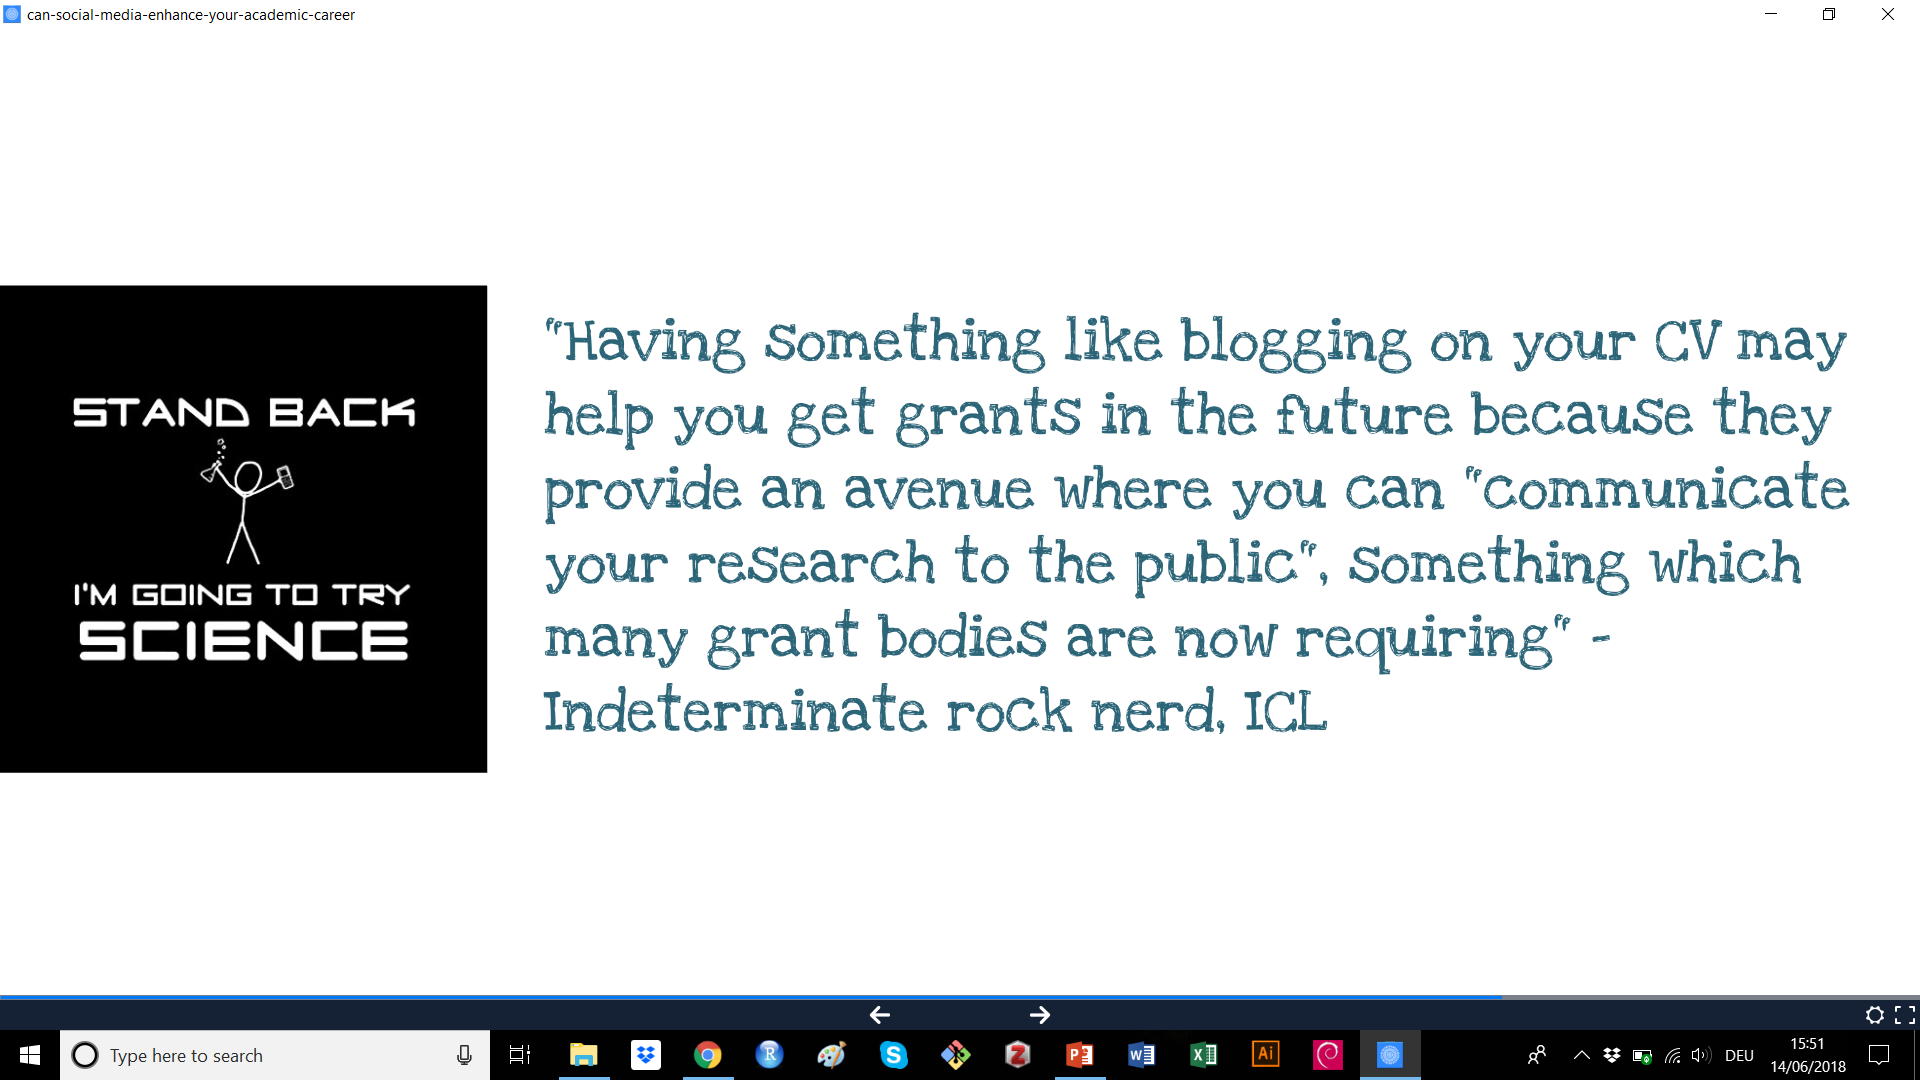 can-social-media-enhance-your-academic-career
STAND BACK
I'M GOING TO TRY
SCIENCE
"Having something like blogging on your CV may
help you get grants in the future because they
provide an avenue where you can "communicate
your research to the public", something which
many grant bodies are now requiring" -
Indeterminate rock nerd, ICL
Type here to search
R
S
Z
P
W
X
Ai
DEU
15:51
14/06/2018